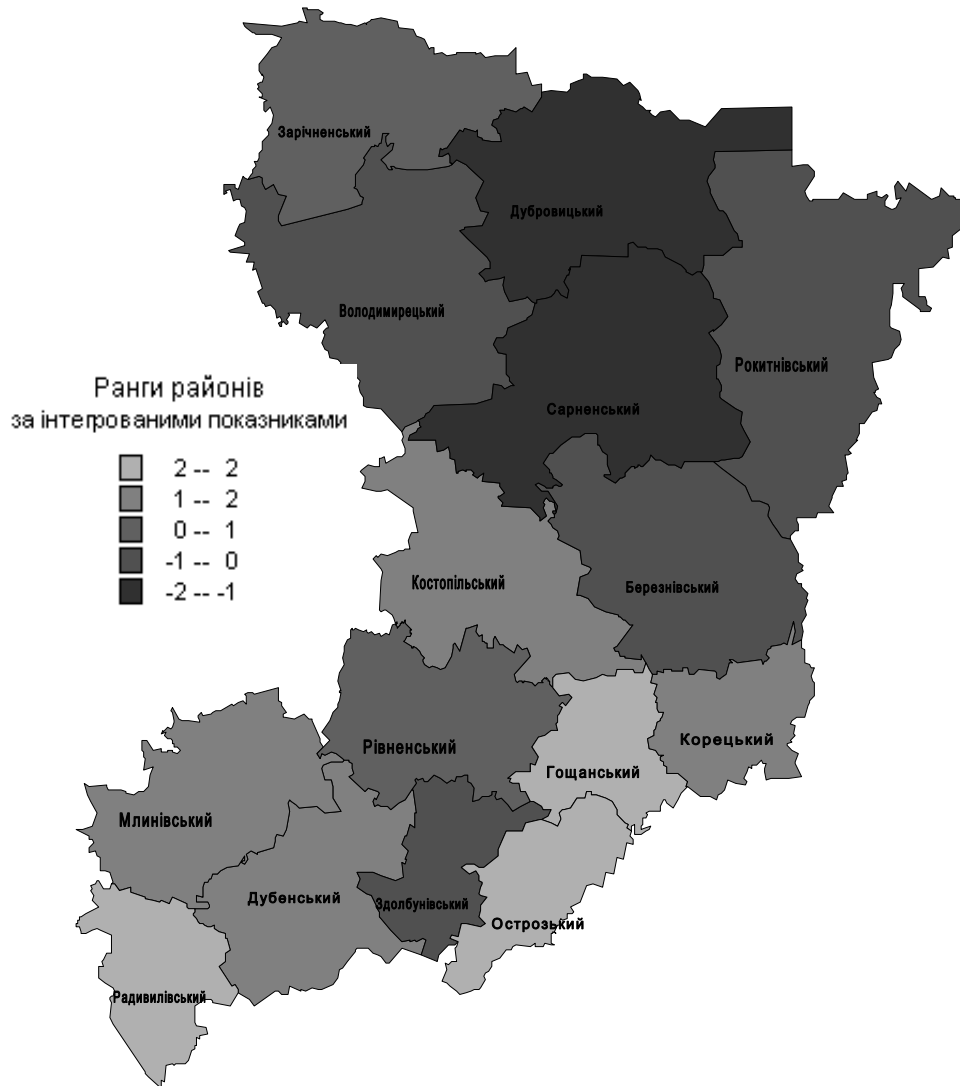 Зарічненський
Дубровицький
Володимирецький
Рокитнівський
Сарненський
Ранги районів
за інтегрованими показниками
2 -- 2
1 -- 2
0 -- 1
-1 -- 0
-2 -- -1
Костопільський
Березнівський
Рівненський
Корецький
Гощанський
Млинівський
Дубенський
Здолбунівський
Острозький
Радивилівський